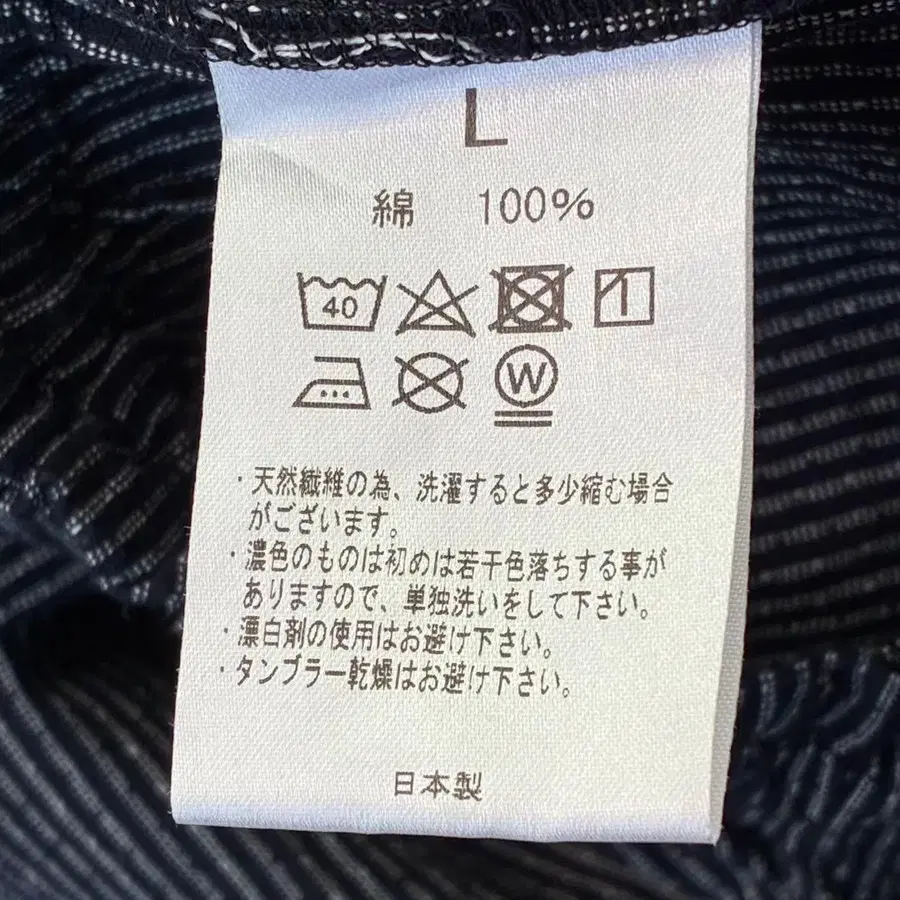 L
綿 100%
40
W
・天然繊維の為、洗濯すると多少縮む場合
がございます。
・濃色のものは初めは若干色落ちする事が
ありますので、単独洗いをして下さい。
・漂白剤の使用はお避け下さい。
・タンブラー乾燥はお避け下さい。
日本製